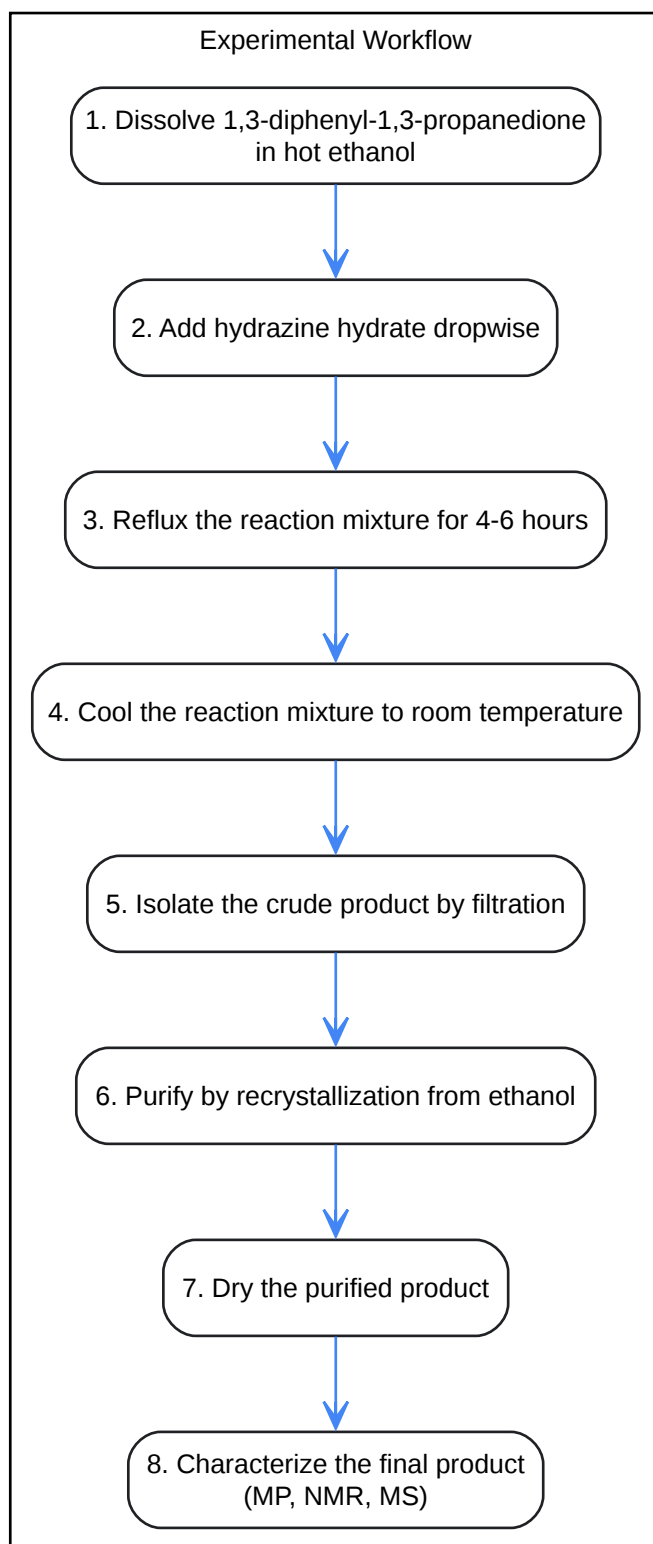 Experimental Workflow
1. Dissolve 1,3-diphenyl-1,3-propanedione
in hot ethanol
2. Add hydrazine hydrate dropwise
3. Reflux the reaction mixture for 4-6 hours
4. Cool the reaction mixture to room temperature
5. Isolate the crude product by filtration
6. Purify by recrystallization from ethanol
7. Dry the purified product
8. Characterize the final product
(MP, NMR, MS)